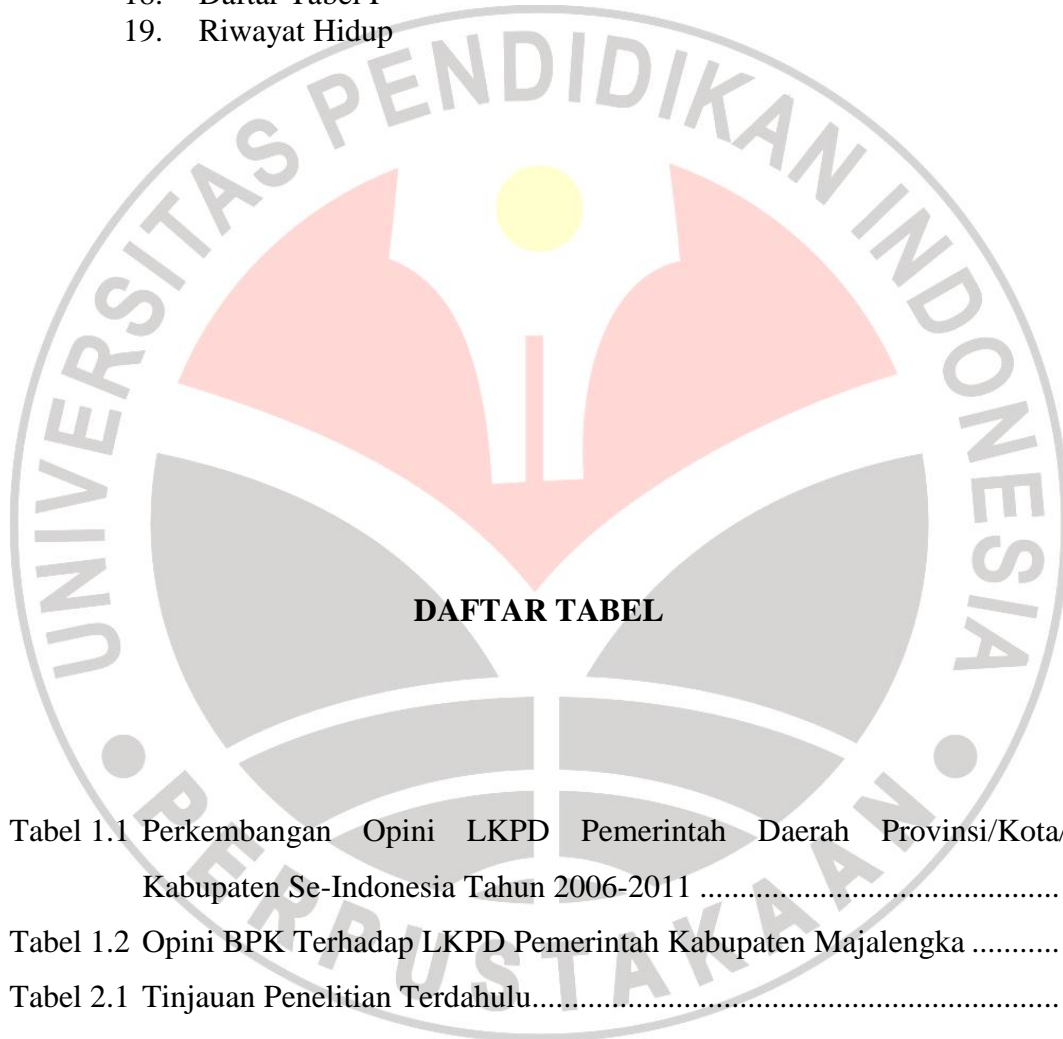 19. Riwayat Hidup
UNIVERSITAS PENDIDIKAN INDONESIA
PERPUSTAKAAN
DAFTAR TABEL
Tabel 1.1 Perkembangan Opini LKPD Pemerintah Daerah Provinsi/Kota/
Kabupaten Se-Indonesia Tahun 2006-2011 .......................................
Tabel 1.2 Opini BPK Terhadap LKPD Pemerintah Kabupaten Majalengka ...........
Tabel 2.1 Tinjauan Penelitian Terdahulu..........................................................